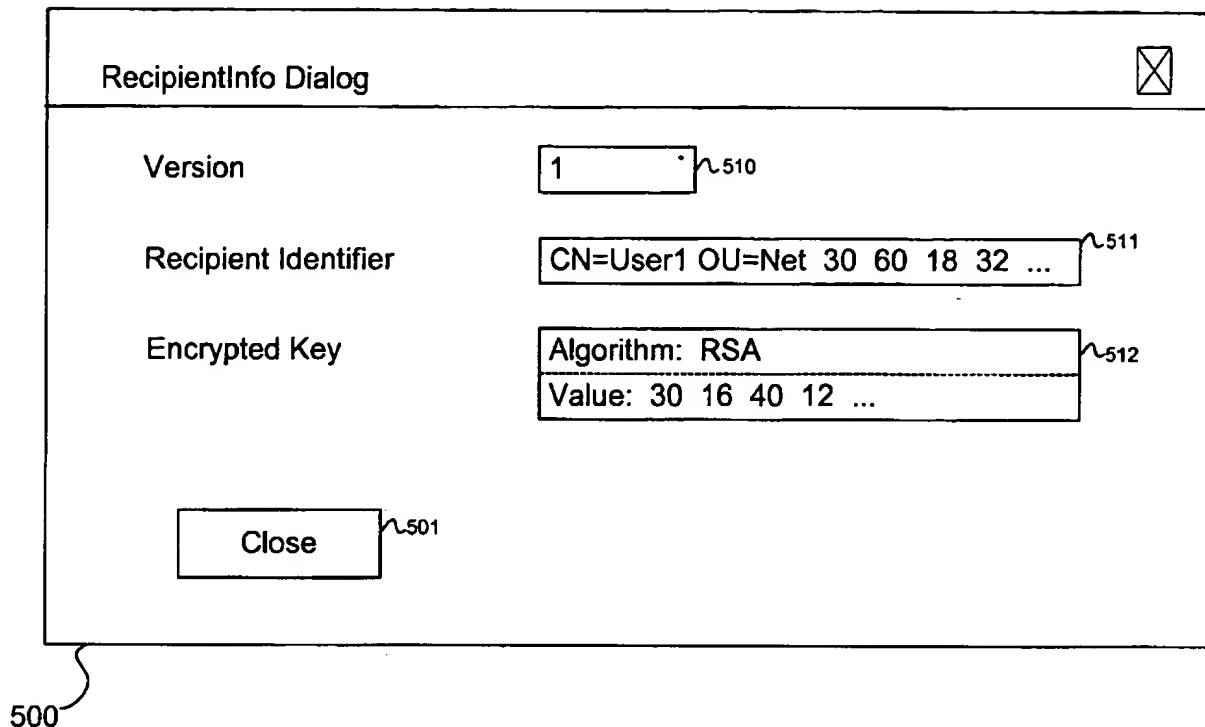 RecipientInfo Dialog
Version
1
510
Recipient Identifier
CN=User1 OU=Net 30 60 18 32 ...
511
Encrypted Key
Algorithm: RSA
512
Value: 30 16 40 12 ...
Close
501
500